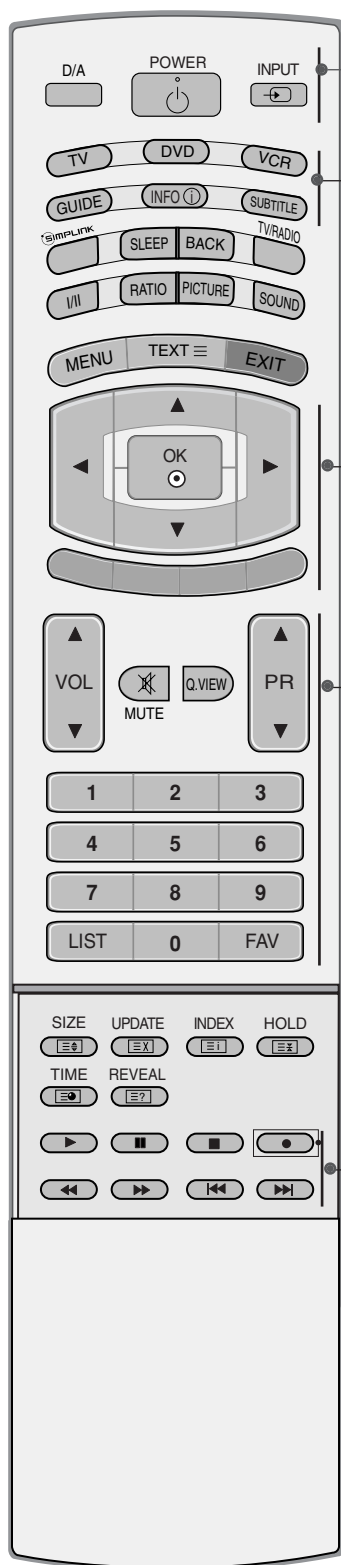 D/A POWER INPUT
TV DVD VCR
GUIDE INFO i SUBTITLE
SIMPLINK SLEEP BACK TV/RADIO
I/II RATIO PICTURE SOUND
MENU TEXT EXIT
OK
VOL MUTE Q.VIEW PR
1 2 3
4 5 6
7 8 9
LIST 0 FAV
SIZE UPDATE INDEX HOLD
X i
TIME REVEAL
?